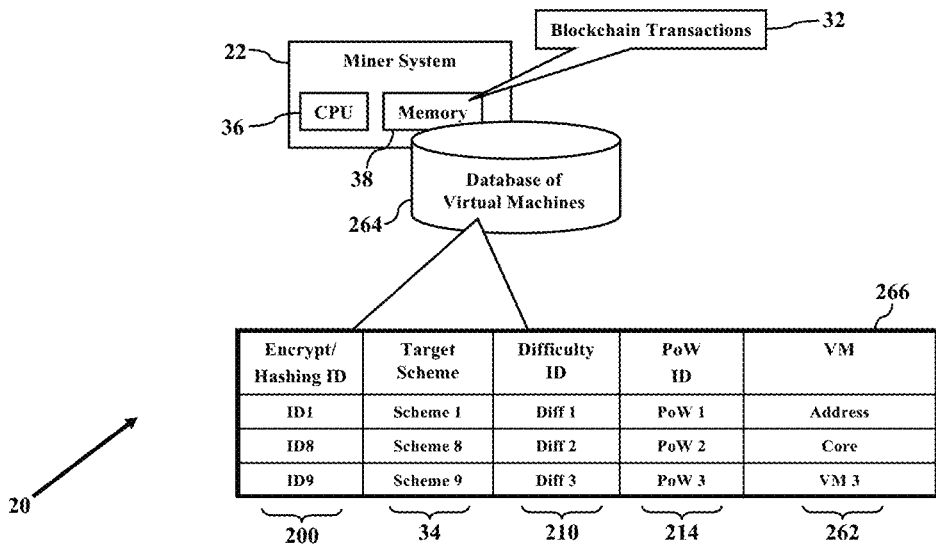 Blockchain Transactions
32
22
Miner System
36
CPU
Memory
38
Database of
Virtual Machines
264
266
Encrypt/
Hashing ID
Target
Scheme
Difficulty
ID
PoW
ID
VM
ID1 Scheme 1 Diff 1 PoW 1 Address
ID8 Scheme 8 Diff 2 PoW 2 Core
ID9 Scheme 9 Diff 3 PoW 3 VM 3
20
200 34 210 214 262